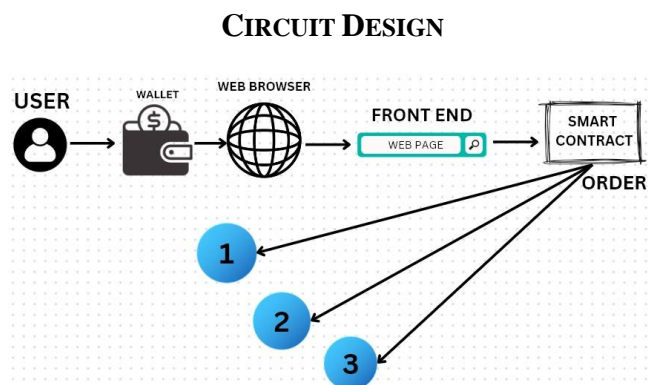 CIRCUIT DESIGN
USER
WALLET
$
WEB BROWSER
FRONT END
WEB PAGE
SMART
CONTRACT
ORDER
1
2
3